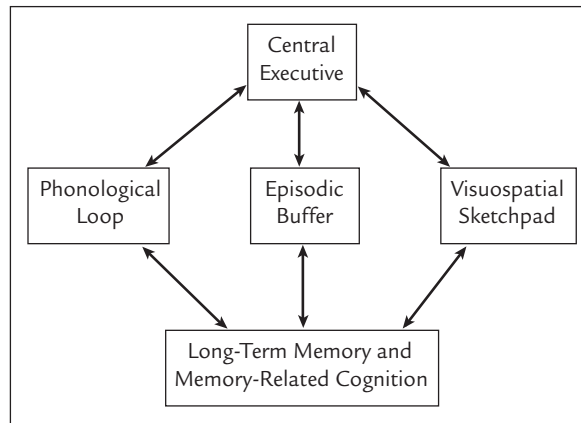 Central
Executive
Phonological
Loop
Episodic
Buffer
Visuospatial
Sketchpad
Long-Term Memory and
Memory-Related Cognition